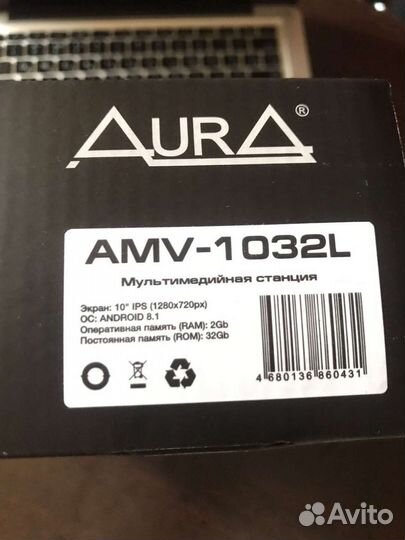 AURA®
AMV-1032L
Мультимедийная станция
Экран: 10" IPS (1280x720px)
ОС: ANDROID 8.1
Оперативная память (RAM): 2Gb
Постоянная память (ROM): 32Gb
4 680136 860431
Avito